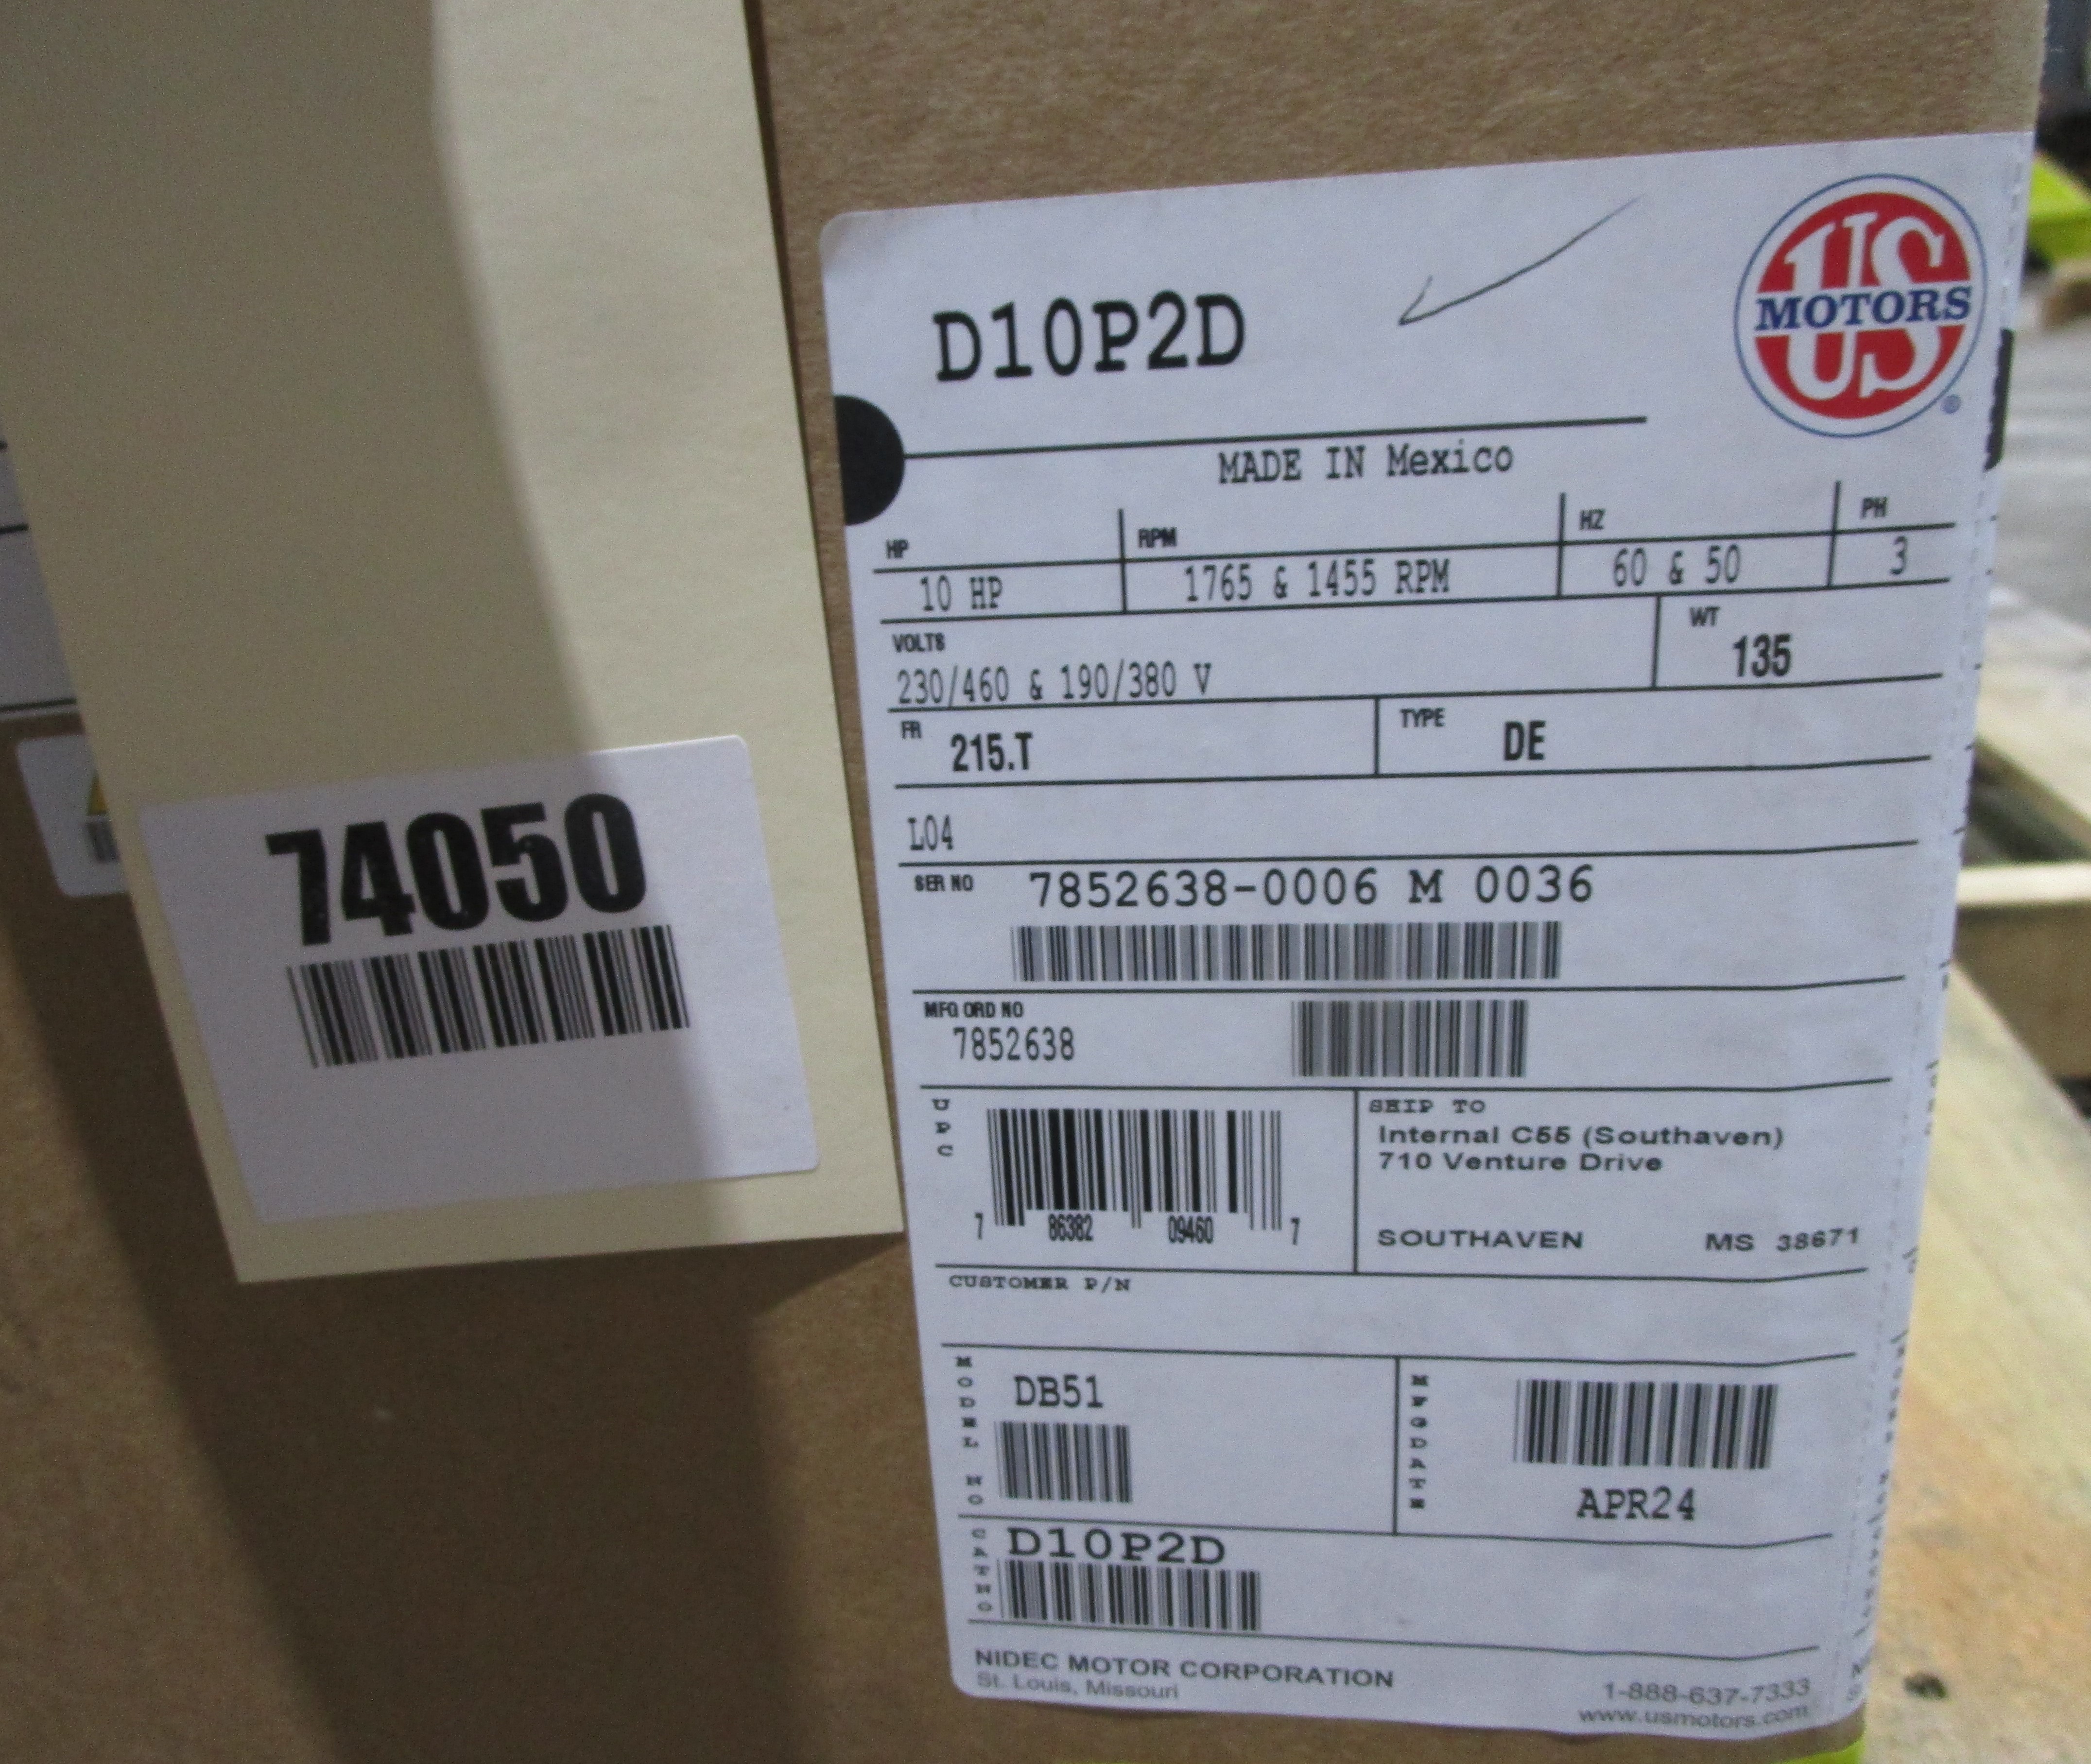 74050
D10P2D
US
MOTORS
®
MADE IN Mexico
HP
RPM
HZ
PH
10 HP
1765 & 1455 RPM
60 & 50
3
VOLTS
WT
230/460 & 190/380 V
135
FR
215.T
TYPE
DE
L04
SER NO
7852638-0006 M 0036
MFG ORD NO
7852638
UPC
7 86382 09460 7
SHIP TO
Internal C55 (Southaven)
710 Venture Drive
SOUTHAVEN MS 38671
CUSTOMER P/N
MODEL NO
DB51
MFGDATE
APR24
CATNO
D10P2D
NIDEC MOTOR CORPORATION
St. Louis, Missouri
1-888-637-7333
www.usmotors.com